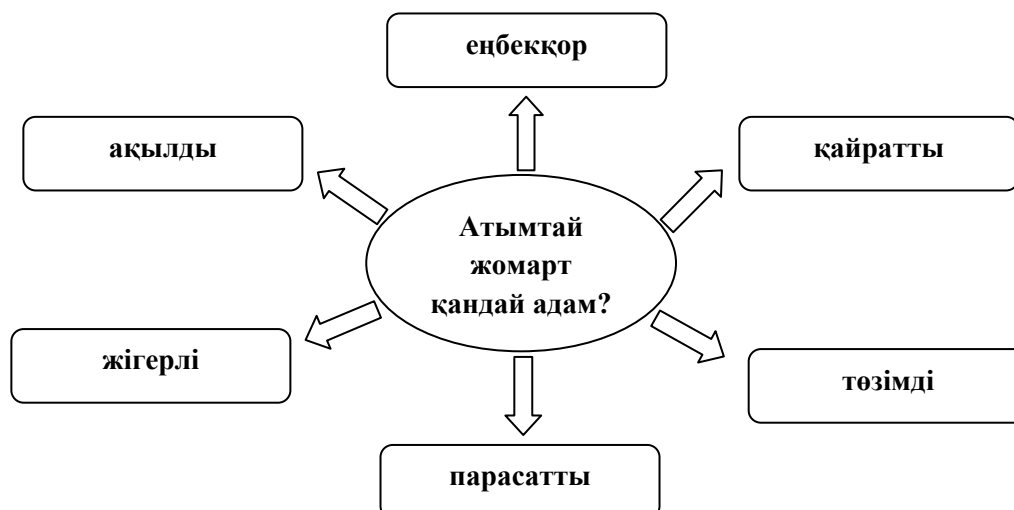 еңбекқор
ақылды
қайратты
Атымтай
жомарт
қандай адам?
жігерлі
төзімді
парасатты